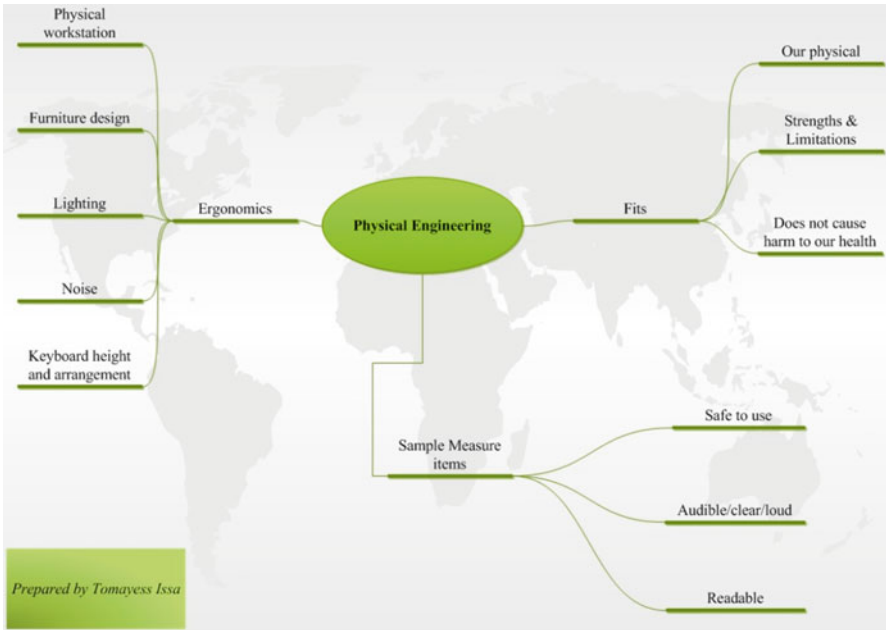 Physical
workstation
Furniture design
Lighting
Noise
Keyboard height
and arrangement
Ergonomics
Physical Engineering
Fits
Our physical
Strengths &
Limitations
Does not cause
harm to our health
Sample Measure
items
Safe to use
Audible/clear/loud
Readable
Prepared by Tomayess Issa